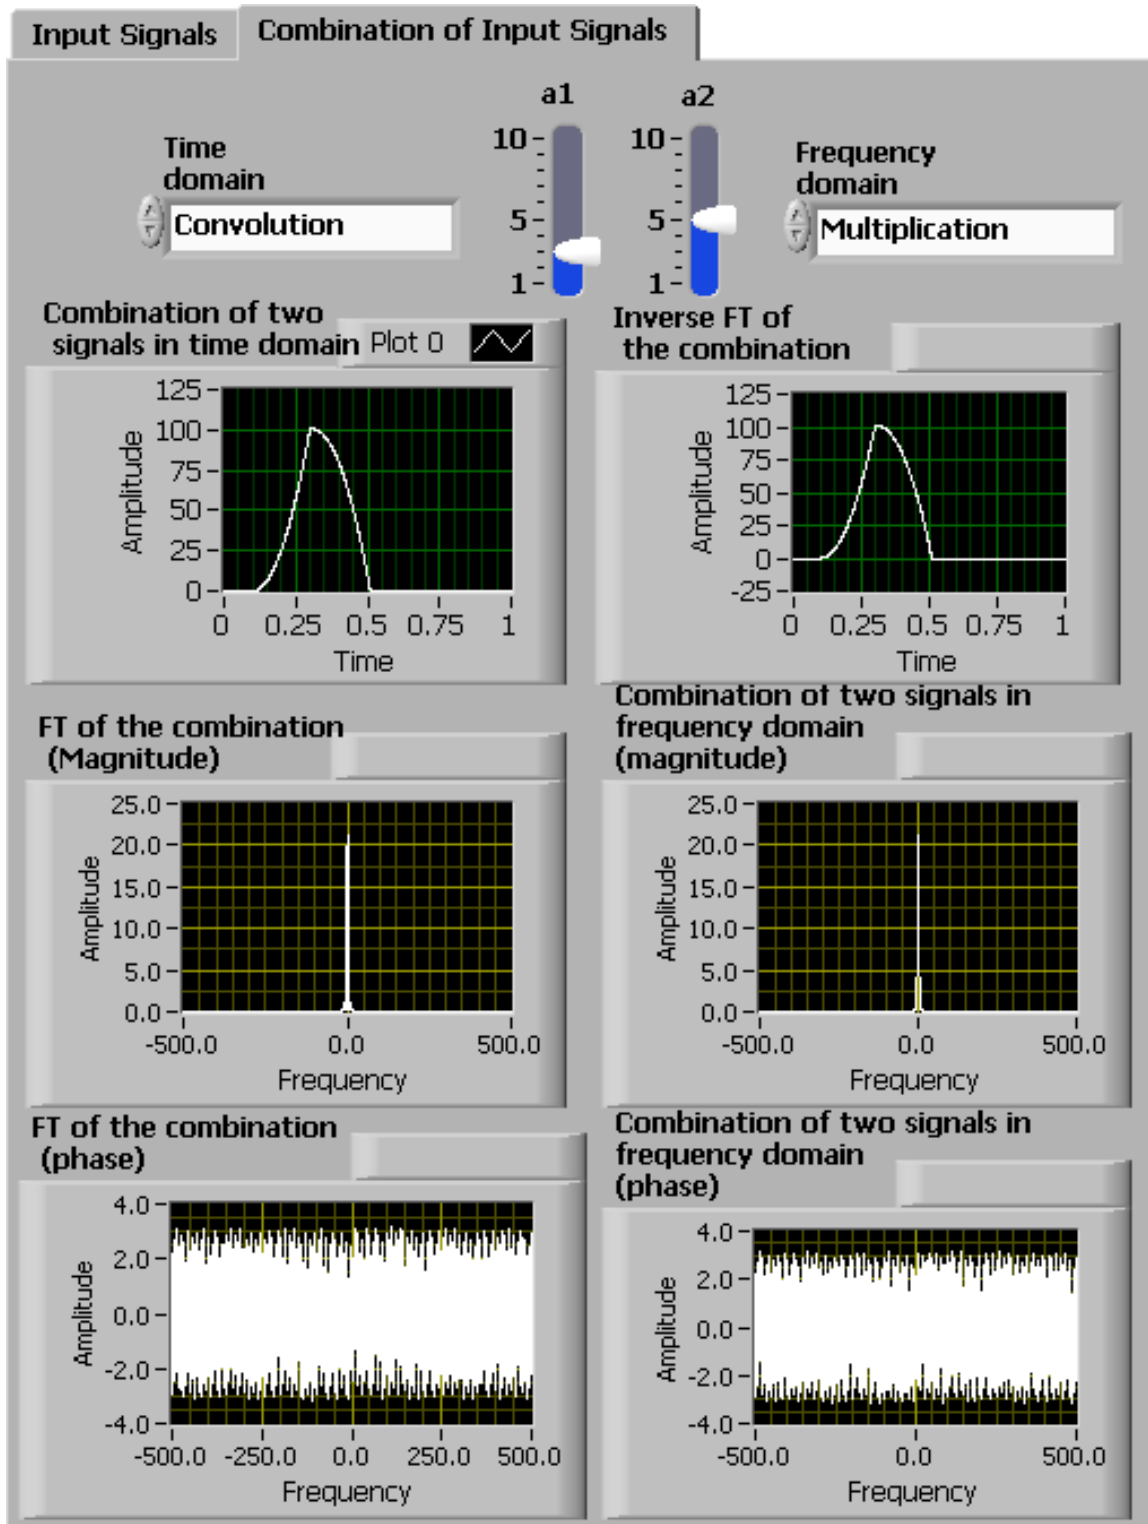 Input Signals
Combination of Input Signals
a1
a2
Time
domain
Convolution
10
5
1
10
5
1
Frequency
domain
Multiplication
Combination of two
signals in time domain
Plot 0
125
100
75
50
25
0
Amplitude
0 0.25 0.5 0.75 1
Time
Inverse FT of
the combination
125
100
75
50
25
0
-25
Amplitude
0 0.25 0.5 0.75 1
Time
FT of the combination
(Magnitude)
25.0
20.0
15.0
10.0
5.0
0.0
Amplitude
-500.0 0.0 500.0
Frequency
Combination of two signals in
frequency domain
(magnitude)
25.0
20.0
15.0
10.0
5.0
0.0
Amplitude
-500.0 0.0 500.0
Frequency
FT of the combination
(phase)
4.0
2.0
0.0
-2.0
-4.0
Amplitude
-500.0 -250.0 0.0 250.0 500.0
Frequency
Combination of two signals in
frequency domain
(phase)
4.0
2.0
0.0
-2.0
-4.0
Amplitude
-500.0 0.0 500.0
Frequency